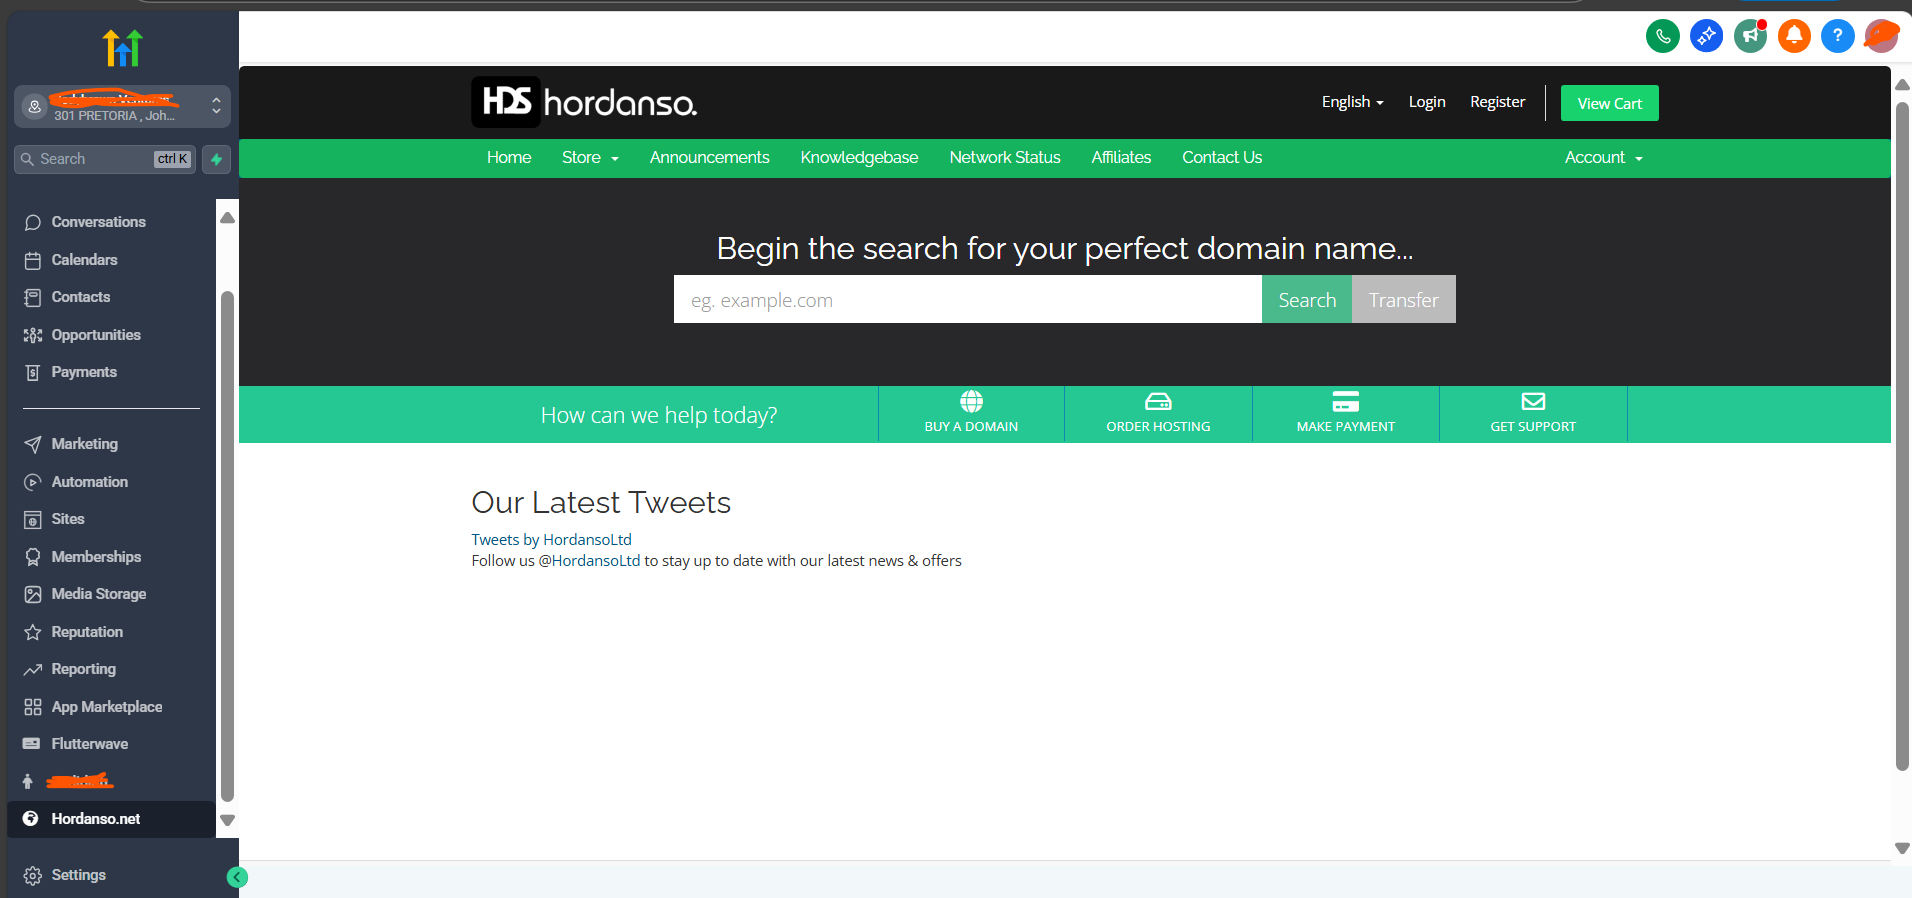 301 PRETORIA , Joh...
Search
ctrl K
Conversations
Calendars
Contacts
Opportunities
Payments
Marketing
Automation
Sites
Memberships
Media Storage
Reputation
Reporting
App Marketplace
Flutterwave
Hordanso.net
Settings
HDS hordanso.
English
Login
Register
View Cart
Home
Store
Announcements
Knowledgebase
Network Status
Affiliates
Contact Us
Account
Begin the search for your perfect domain name...
eg. example.com
Search
Transfer
How can we help today?
BUY A DOMAIN
ORDER HOSTING
MAKE PAYMENT
GET SUPPORT
Our Latest Tweets
Tweets by HordansoLtd
Follow us @HordansoLtd to stay up to date with our latest news & offers